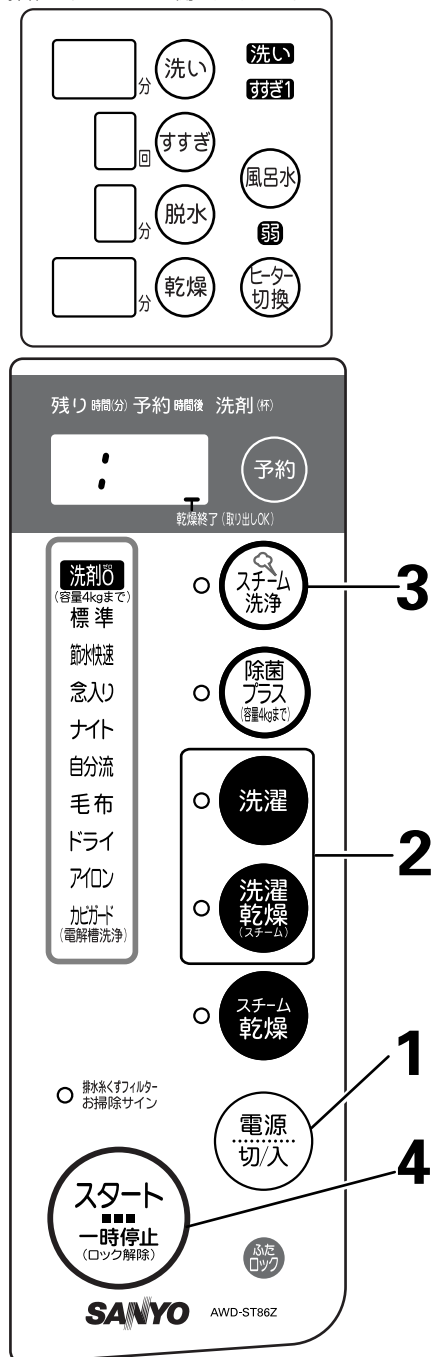 洗い
すすぎ1
分
洗い
回
すすぎ
風呂水
分
脱水
弱
分
乾燥
ヒーター
切換
残り時間(分) 予約時間後 洗剤(杯)
:
予約
乾燥終了(取り出しOK)
洗剤0
(容量4kgまで)
標準
節水快速
念入り
ナイト
自分流
毛布
ドライ
アイロン
カビガード
(電解槽洗浄)
スチーム
洗浄
3
除菌
プラス
(容量4kgまで)
洗濯
2
洗濯
乾燥
(スチーム)
スチーム
乾燥
1
排水糸くずフィルター
お掃除サイン
電源
切/入
4
スタート
一時停止
(ロック解除)
ふた
ロック
SANYO AWD-ST86Z